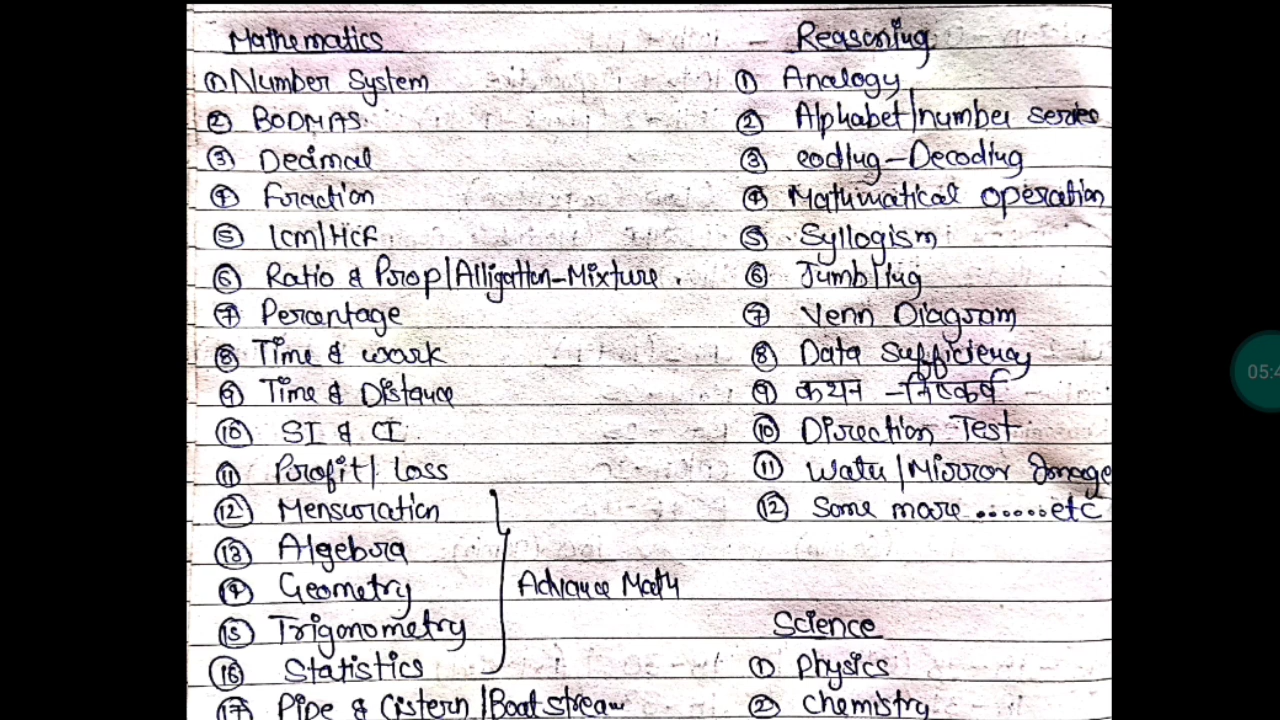 Mathematics
① Number System
② BODMAS
③ Decimal
④ Fraction
⑤ lcm/HCF
⑥ Ratio & Prop/Alligation-Mixture.
⑦ Percentage
⑧ Time & work
⑨ Time & Distance
⑩ SI & CI
⑪ Profit/Loss
⑫ Mensuration
⑬ Algebra
⑭ Geometry
⑮ Trigonometry
⑯ Statistics
Advance Math
⑰ Pipe & Cistern/Boat stream
Reasoning
① Analogy
② Alphabet/number series
③ coding-Decoding
④ Mathematical operation
⑤ Syllogism
⑥ Jumbling
⑦ Venn Diagram
⑧ Data Sufficiency
⑨ कथन - निष्कर्ष
⑩ Direction Test
⑪ Water/Mirror Image
⑫ Some more ......etc
Science
① Physics
② Chemistry
05:4